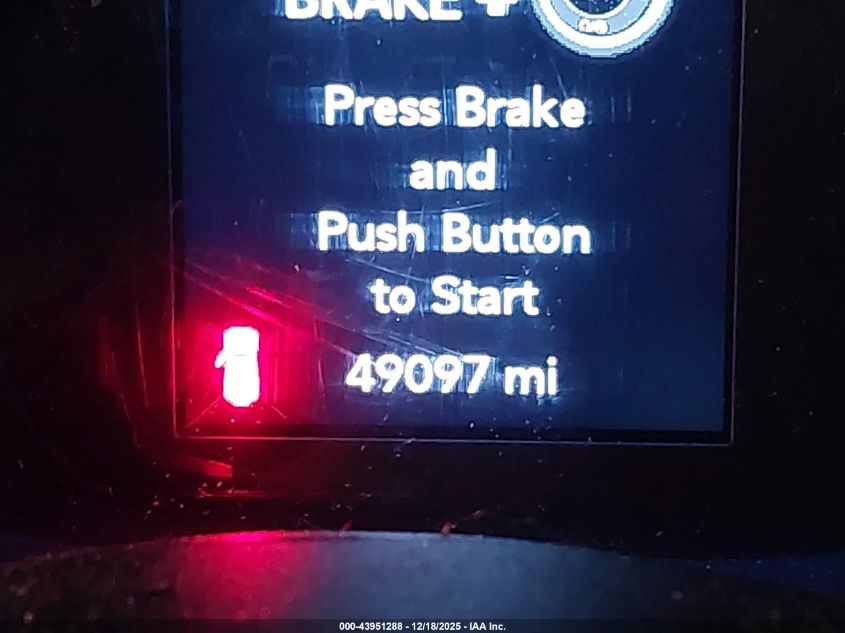 BRAKE +
Press Brake
and
Push Button
to Start
49097 mi
000-43951288 - 12/18/2025 - IAA Inc.